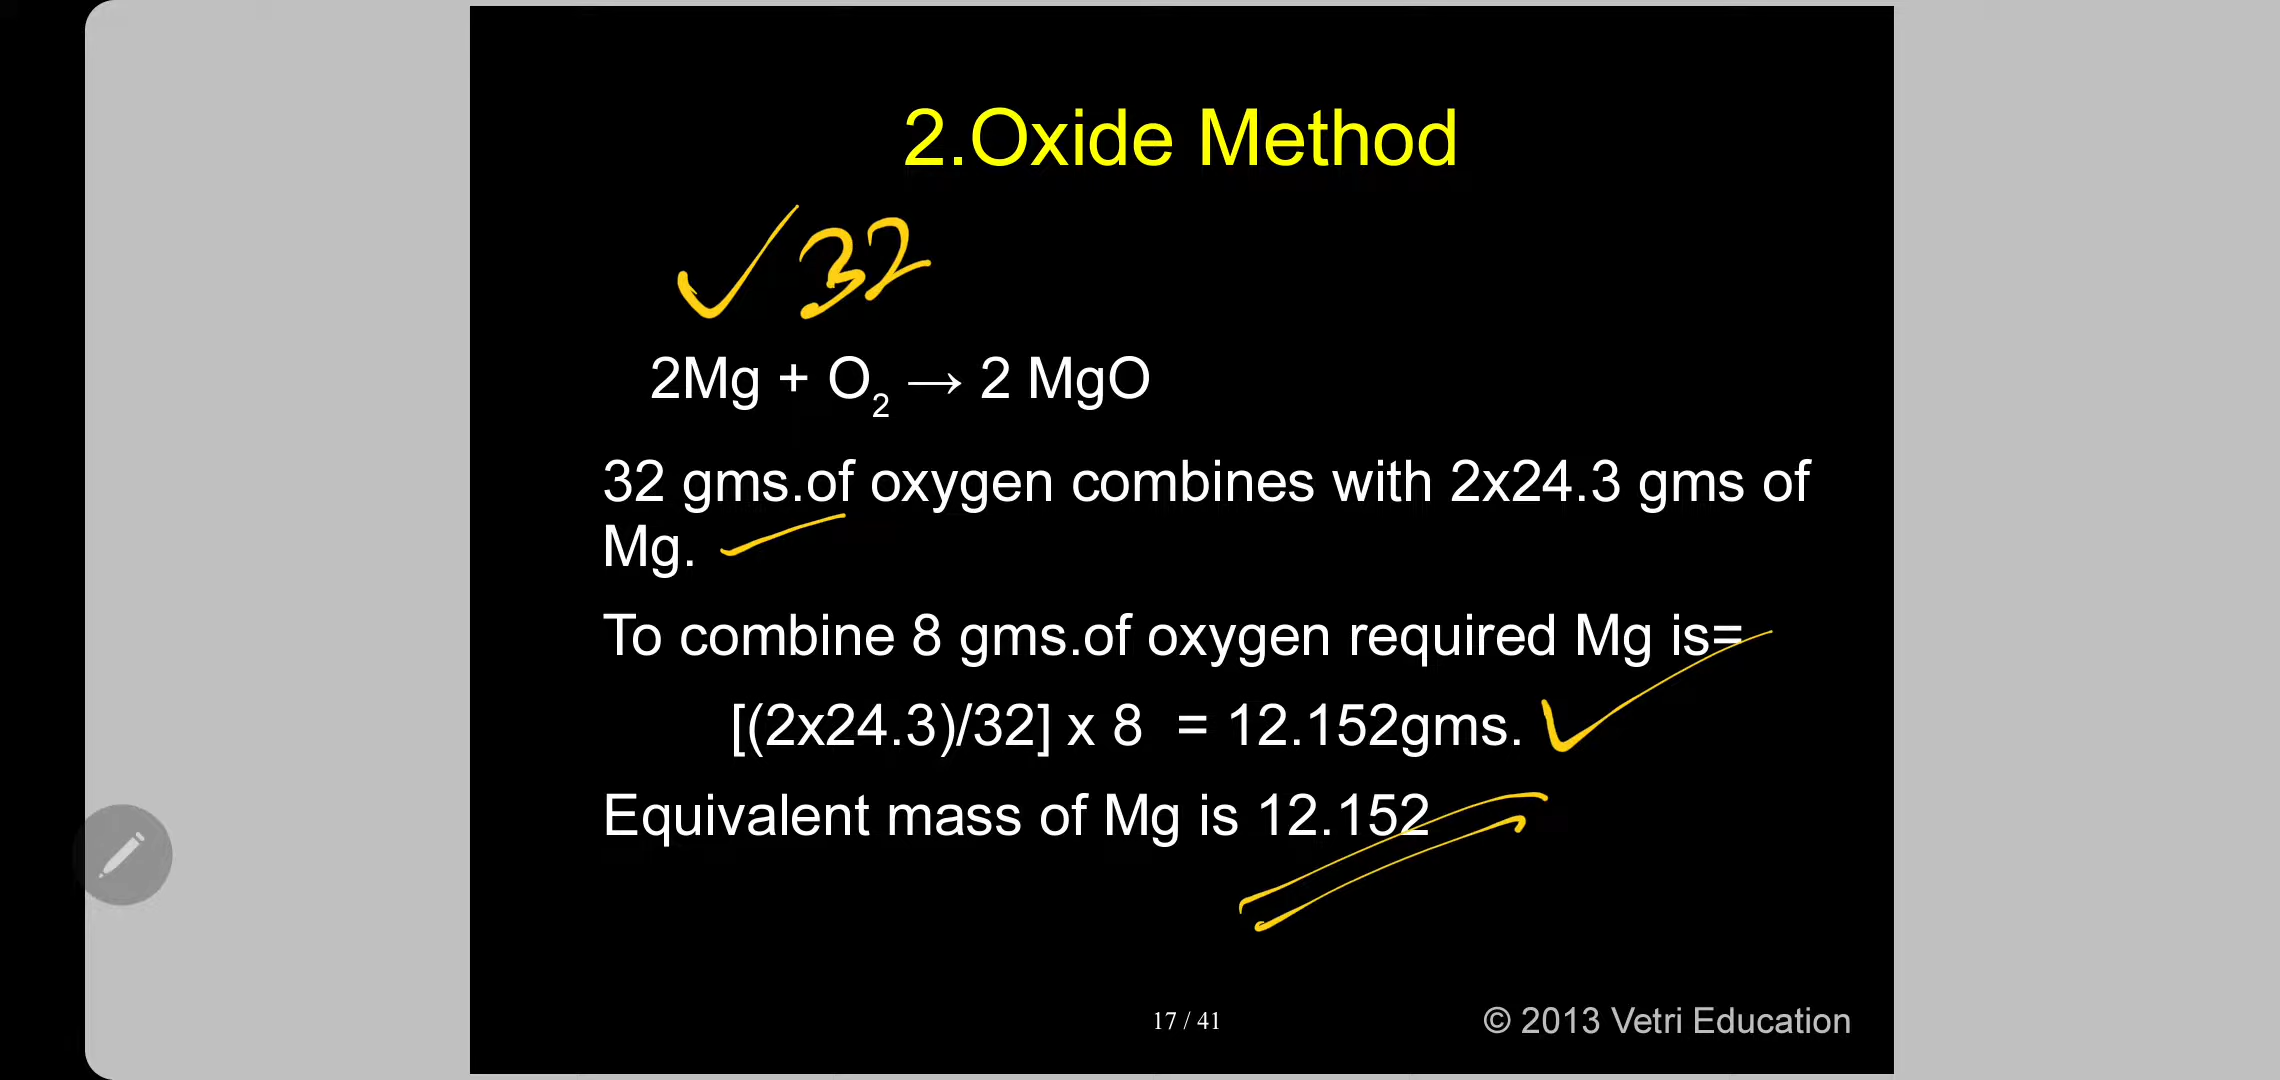 2.Oxide Method
32
2Mg + O₂ → 2 MgO
32 gms.of oxygen combines with 2x24.3 gms of
Mg.
To combine 8 gms.of oxygen required Mg is=
[(2x24.3)/32] x 8 = 12.152gms.
Equivalent mass of Mg is 12.152
17 / 41
© 2013 Vetri Education